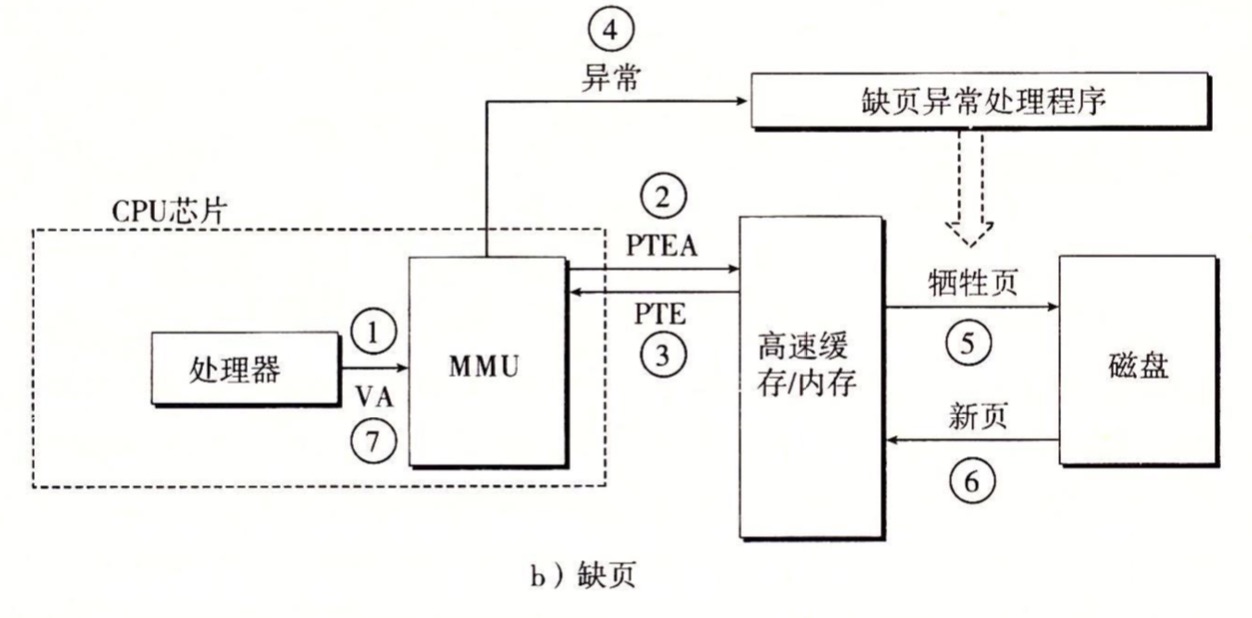 ④
异常
缺页异常处理程序
CPU芯片
②
PTEA
牺牲页
①
PTE
⑤
处理器
MMU
③
高速缓
存/内存
磁盘
VA
新页
⑦
⑥
b）缺页